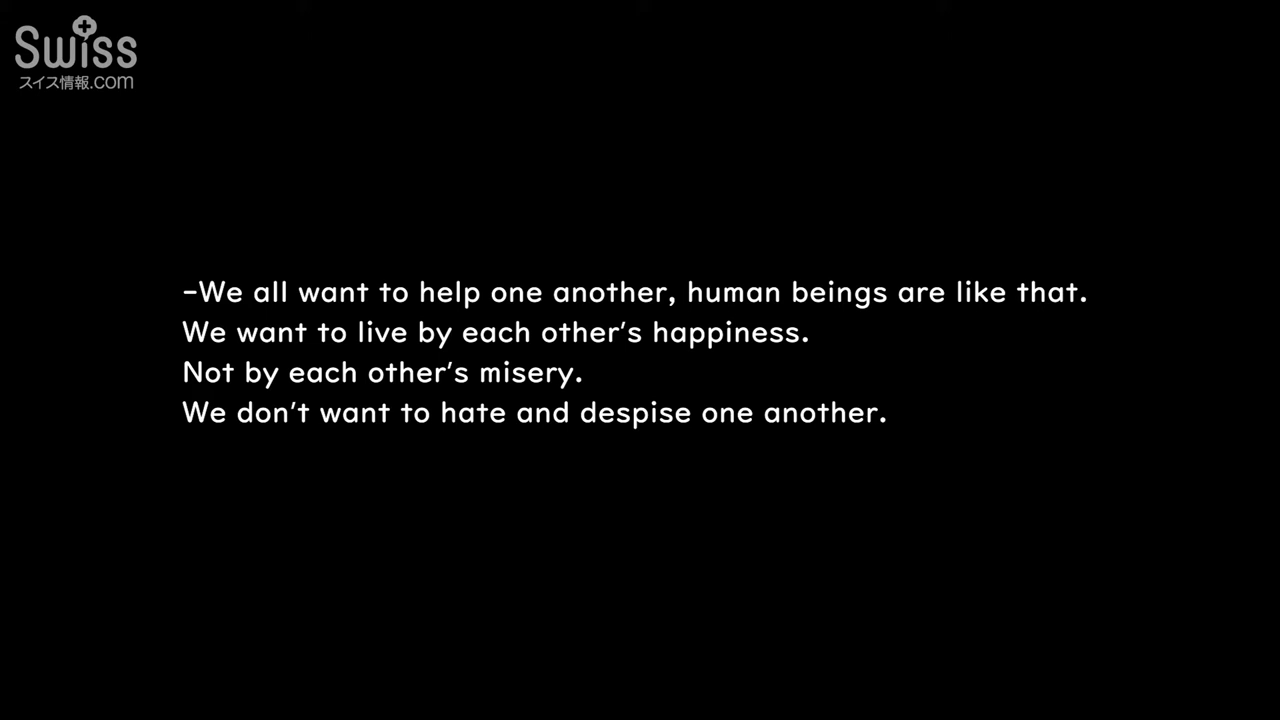 Swiss
スイス情報.com
-We all want to help one another, human beings are like that.
We want to live by each other's happiness.
Not by each other's misery.
We don't want to hate and despise one another.